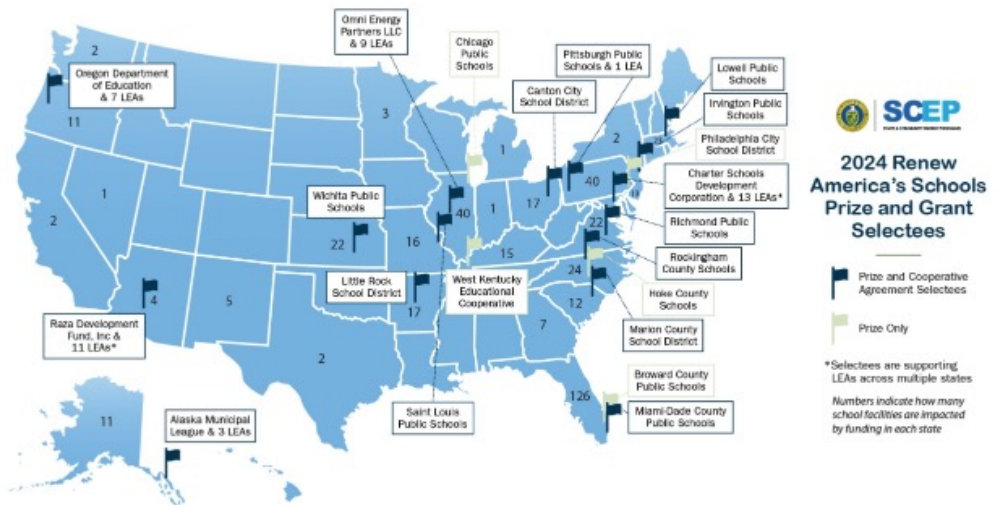 Omni Energy
Partners LLC
& 9 LEAs
Chicago
Public
Schools
Pittsburgh Public
Schools & 1 LEA
Canton City
School District
Lowell Public
Schools
Irvington Public
Schools
Philadelphia City
School District
Charter Schools
Development
Corporation & 13 LEAs*
Richmond Public
Schools
Rockingham
County Schools
Hoke County
Schools
Marion County
School District
Broward County
Public Schools
Miami-Dade County
Public Schools
Oregon Department
of Education
& 7 LEAs
Wichita Public
Schools
Little Rock
School District
West Kentucky
Educational
Cooperative
Raza Development
Fund, Inc &
11 LEAs*
Saint Louis
Public Schools
Alaska Municipal
League & 3 LEAs
2
11
1
2
4
5
2
3
22
16
17
40
1
1
17
15
40
2
22
24
12
7
126
11
SCEP
2024 Renew
America's Schools
Prize and Grant
Selectees
Prize and Cooperative
Agreement Selectees
Prize Only
*Selectees are supporting
LEAs across multiple states
Numbers indicate how many
school facilities are impacted
by funding in each state